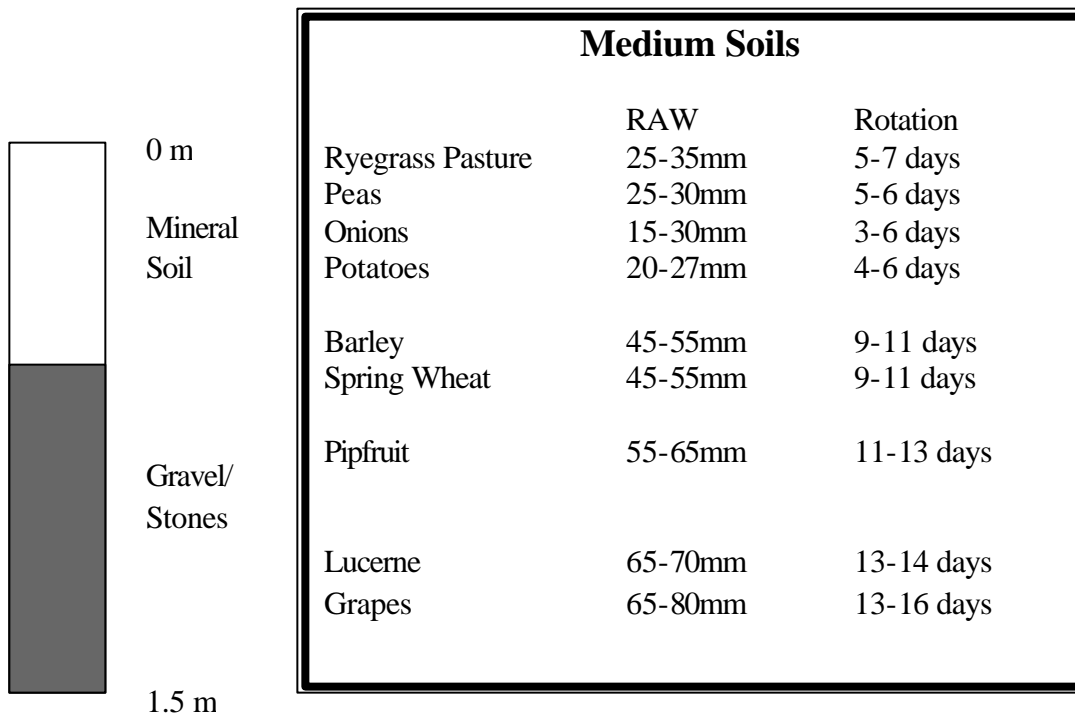 Medium Soils
RAW Rotation
0 m
Ryegrass Pasture 25-35mm 5-7 days
Peas 25-30mm 5-6 days
Mineral
Soil
Onions 15-30mm 3-6 days
Potatoes 20-27mm 4-6 days
Barley 45-55mm 9-11 days
Spring Wheat 45-55mm 9-11 days
Pipfruit 55-65mm 11-13 days
Gravel/
Stones
Lucerne 65-70mm 13-14 days
Grapes 65-80mm 13-16 days
1.5 m